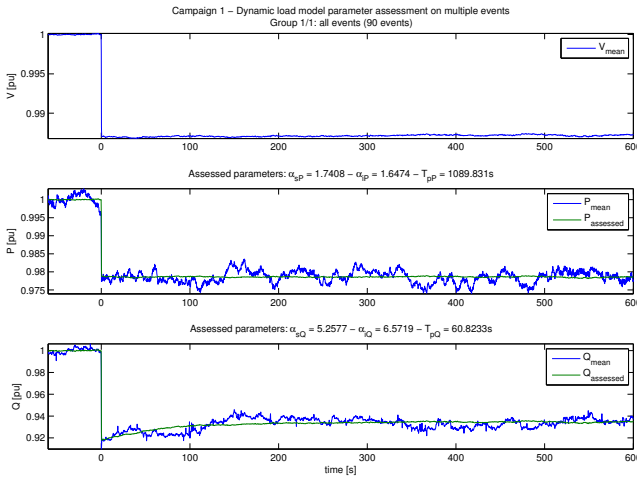 Campaign 1 − Dynamic load model parameter assessment on multiple events
Group 1/1: all events (90 events)
1
0.995
0.99
V [pu]
V_mean
0 100 200 300 400 500 600
Assessed parameters: α_sP = 1.7408 − α_iP = 1.6474 − T_pP = 1089.831s
1
0.995
0.99
0.985
0.98
0.975
P [pu]
P_mean
P_assessed
0 100 200 300 400 500 600
Assessed parameters: α_sQ = 5.2577 − α_iQ = 6.5719 − T_pQ = 60.8233s
1
0.98
0.96
0.94
0.92
Q [pu]
Q_mean
Q_assessed
0 100 200 300 400 500 600
time [s]